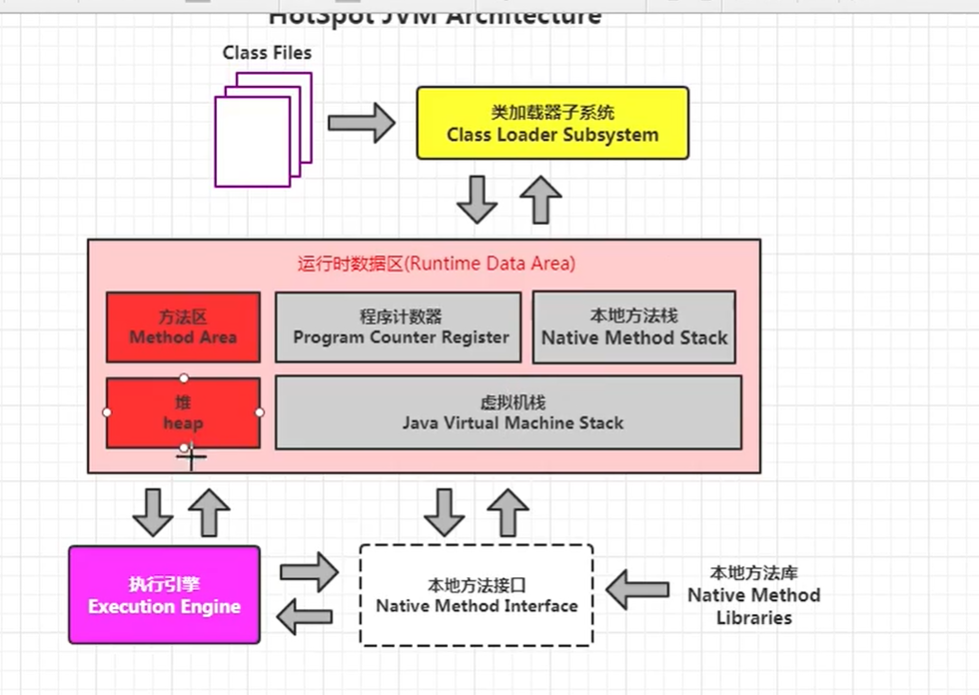 HotSpot JVM Architecture
Class Files
类加载器子系统
Class Loader Subsystem
运行时数据区(Runtime Data Area)
方法区
Method Area
程序计数器
Program Counter Register
本地方法栈
Native Method Stack
堆
heap
虚拟机栈
Java Virtual Machine Stack
执行引擎
Execution Engine
本地方法接口
Native Method Interface
本地方法库
Native Method
Libraries